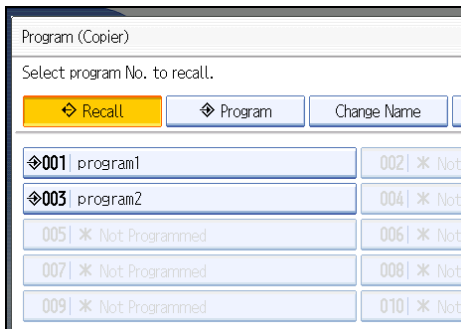 Program (Copier)
Select program No. to recall.
Recall Program Change Name
001 program1 002 Not
003 program2 004 Not
005 Not Programmed 006 Not
007 Not Programmed 008 Not
009 Not Programmed 010 Not